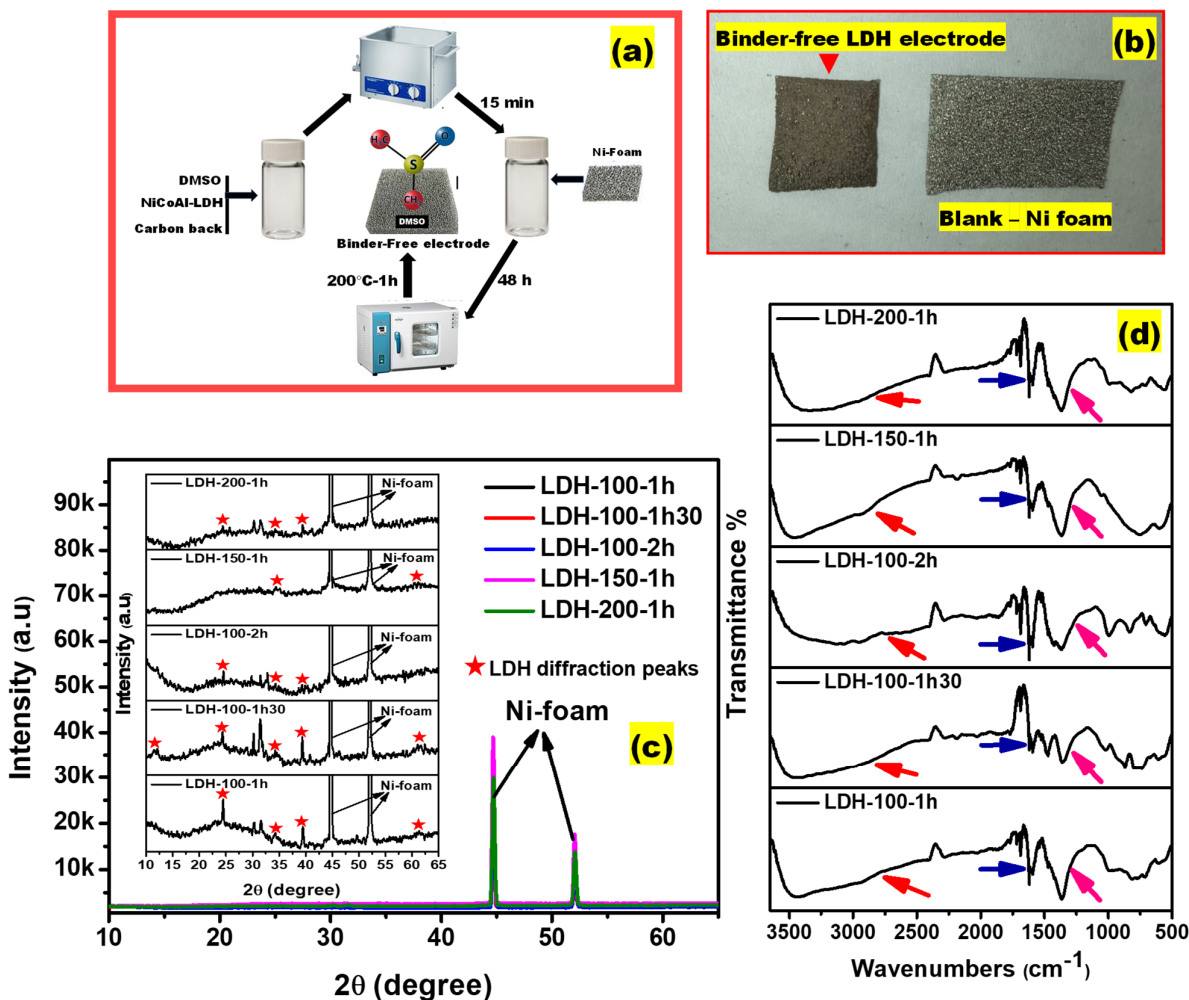 (a)
15 min
H₃C
O
S
CH₃
DMSO
Ni-Foam
DMSO
NiCoAl-LDH
Carbon back
Binder-Free electrode
200°C-1h
48 h
Binder-free LDH electrode
(b)
Blank – Ni foam
Intensity (a.u)
90k
80k
70k
60k
50k
40k
30k
20k
10k
LDH-100-1h
LDH-100-1h30
LDH-100-2h
LDH-150-1h
LDH-200-1h
LDH diffraction peaks
Ni-foam
(c)
Intensity (a.u)
LDH-200-1h
Ni-foam
LDH-150-1h
Ni-foam
LDH-100-2h
Ni-foam
LDH-100-1h30
Ni-foam
LDH-100-1h
Ni-foam
10 15 20 25 30 35 40 45 50 55 60 65
2θ (degree)
10 20 30 40 50 60
2θ (degree)
Transmittance %
LDH-200-1h
(d)
LDH-150-1h
LDH-100-2h
LDH-100-1h30
LDH-100-1h
3500 3000 2500 2000 1500 1000 500
Wavenumbers (cm⁻¹)